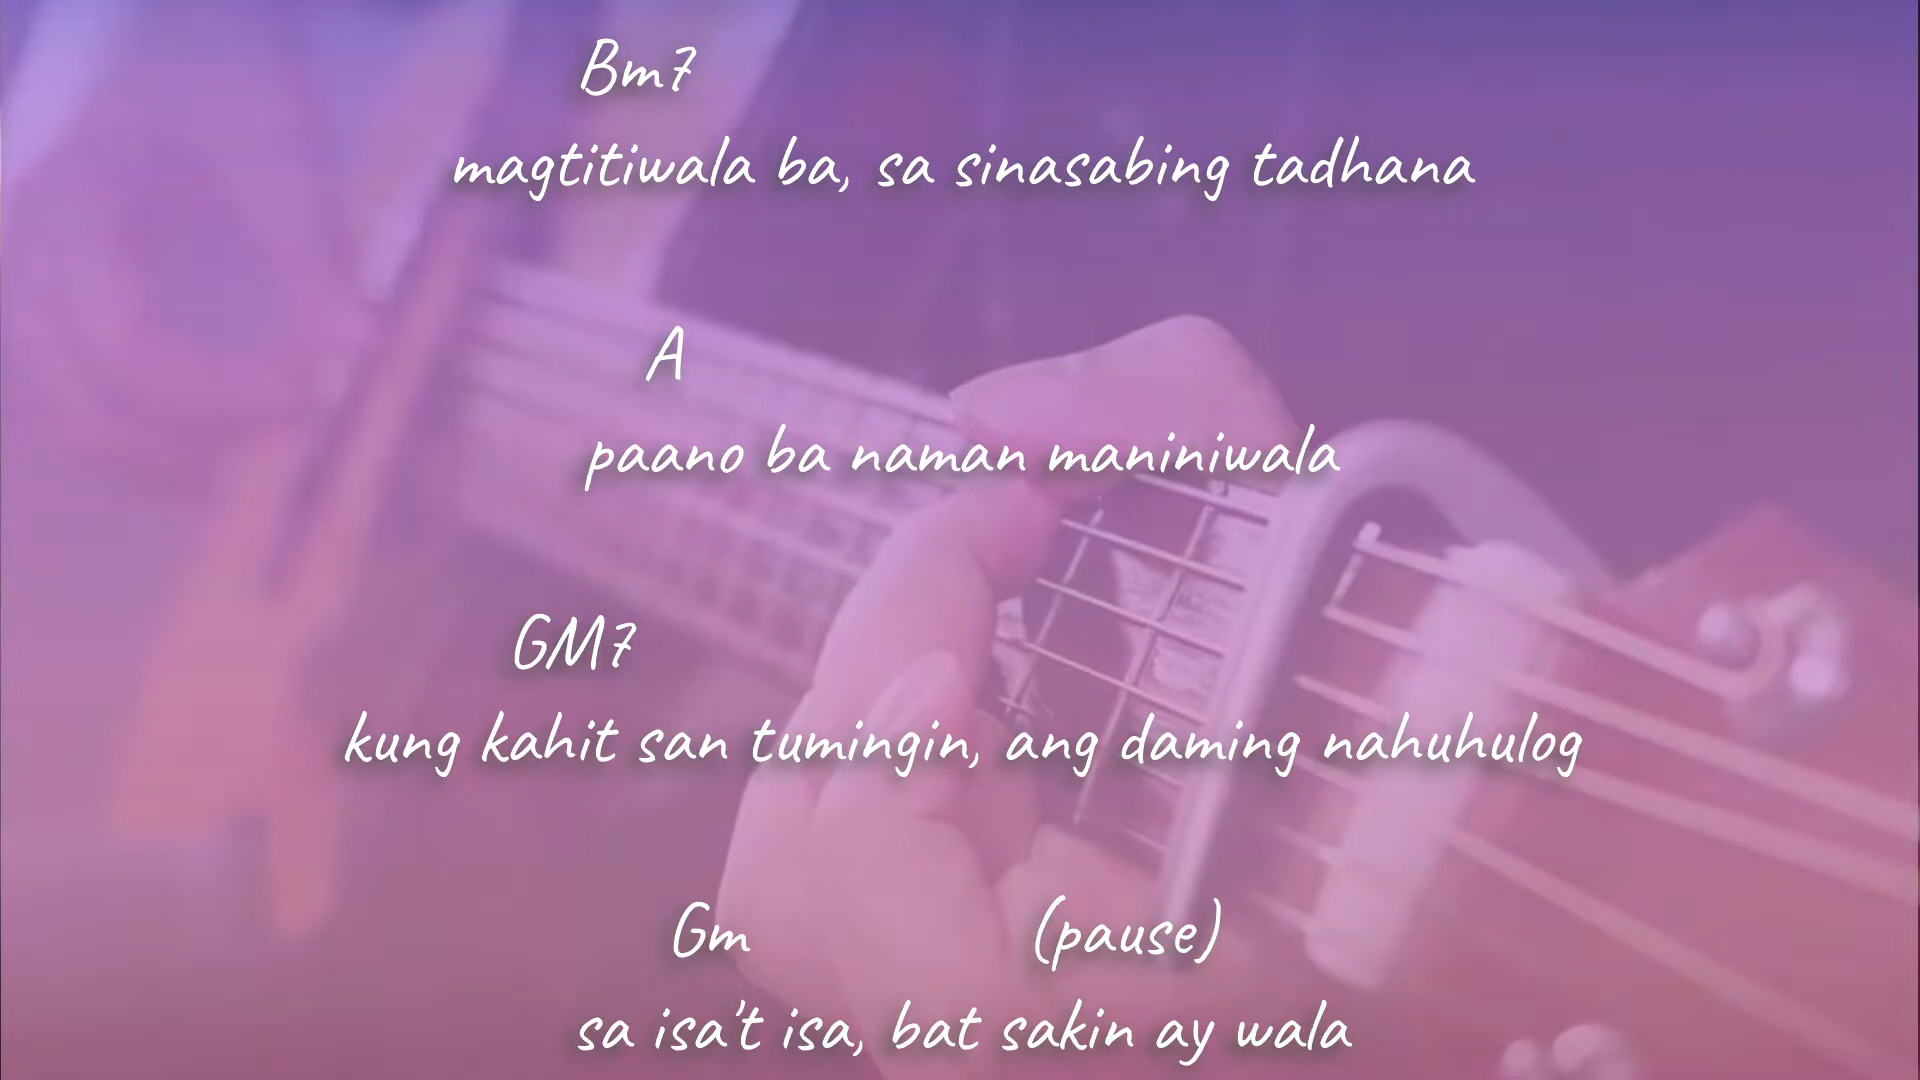 Bm7
magtitiwala ba, sa sinasabing tadhana
A
paano ba naman maniniwala
GM7
kung kahit san tumingin, ang daming nahuhulog
Gm (pause)
sa isa't isa, bat sakin ay wala